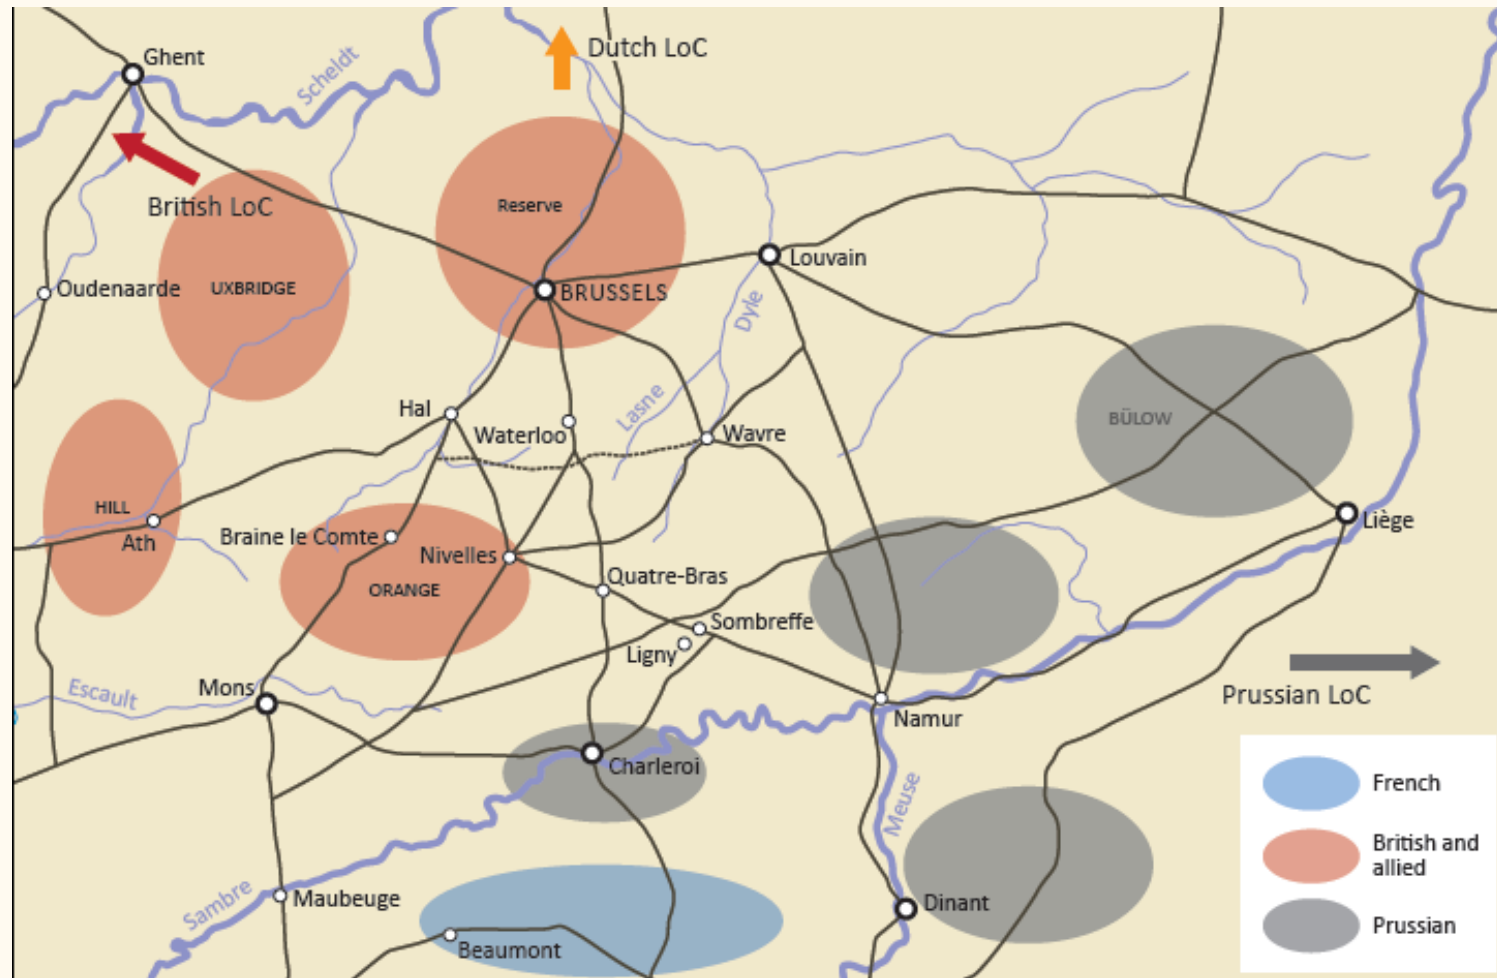 Ghent
Scheldt
Dutch LoC
British LoC
Reserve
UXBRIDGE
Oudenaarde
BRUSSELS
Louvain
Dyle
Lasne
Hal
Waterloo
Wavre
BÜLOW
HILL
Ath
Braine le Comte
Nivelles
ORANGE
Quatre-Bras
Sombreffe
Ligny
Liège
Escault
Mons
Namur
Prussian LoC
Charleroi
Meuse
Sambre
Maubeuge
Beaumont
Dinant
French
British and
allied
Prussian